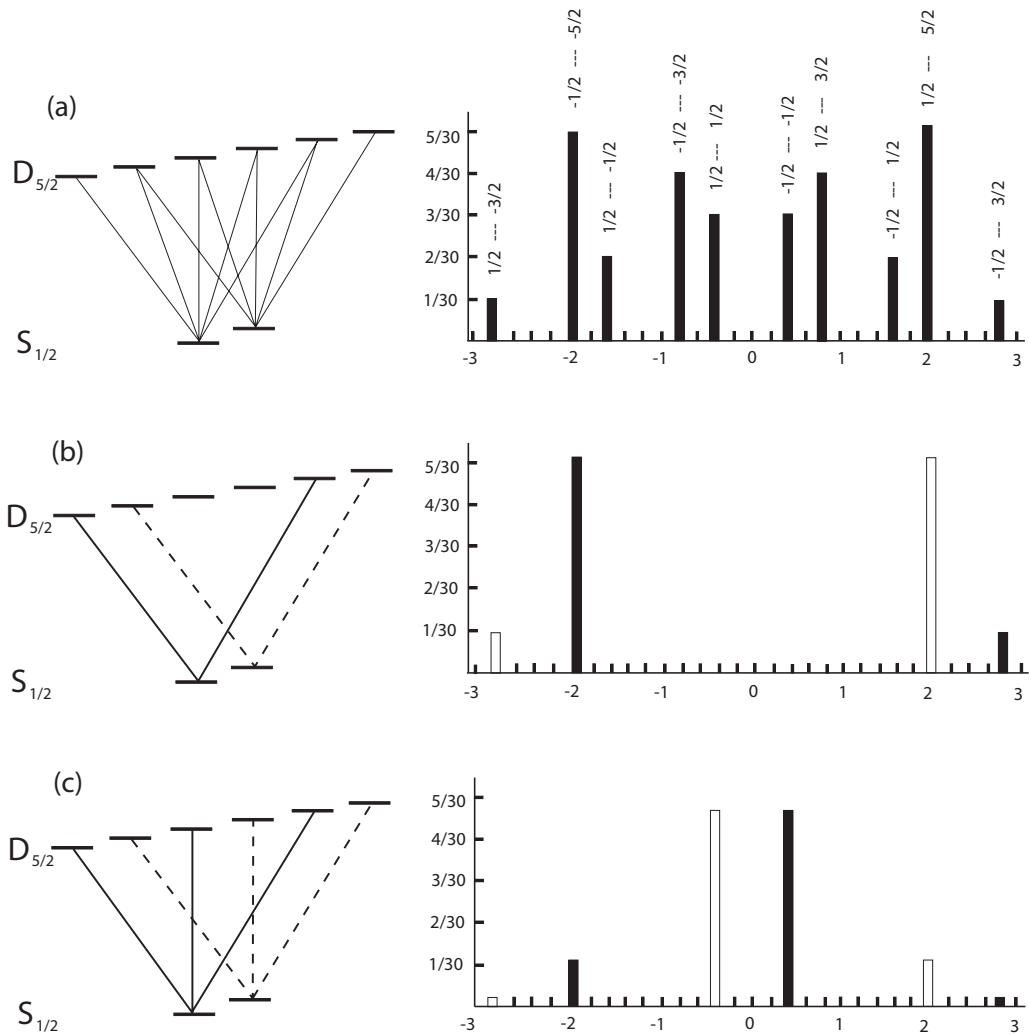 (a)
D5/2
S1/2
5/30
4/30
3/30
2/30
1/30
1/2 --- -3/2
-1/2 --- -5/2
1/2 --- -1/2
-1/2 --- -3/2
1/2 --- 1/2
-1/2 --- -1/2
1/2 --- 3/2
-1/2 --- 1/2
1/2 --- 5/2
-1/2 --- 3/2
-3 -2 -1 0 1 2 3
(b)
D5/2
S1/2
5/30
4/30
3/30
2/30
1/30
-3 -2 -1 0 1 2 3
(c)
D5/2
S1/2
5/30
4/30
3/30
2/30
1/30
-3 -2 -1 0 1 2 3